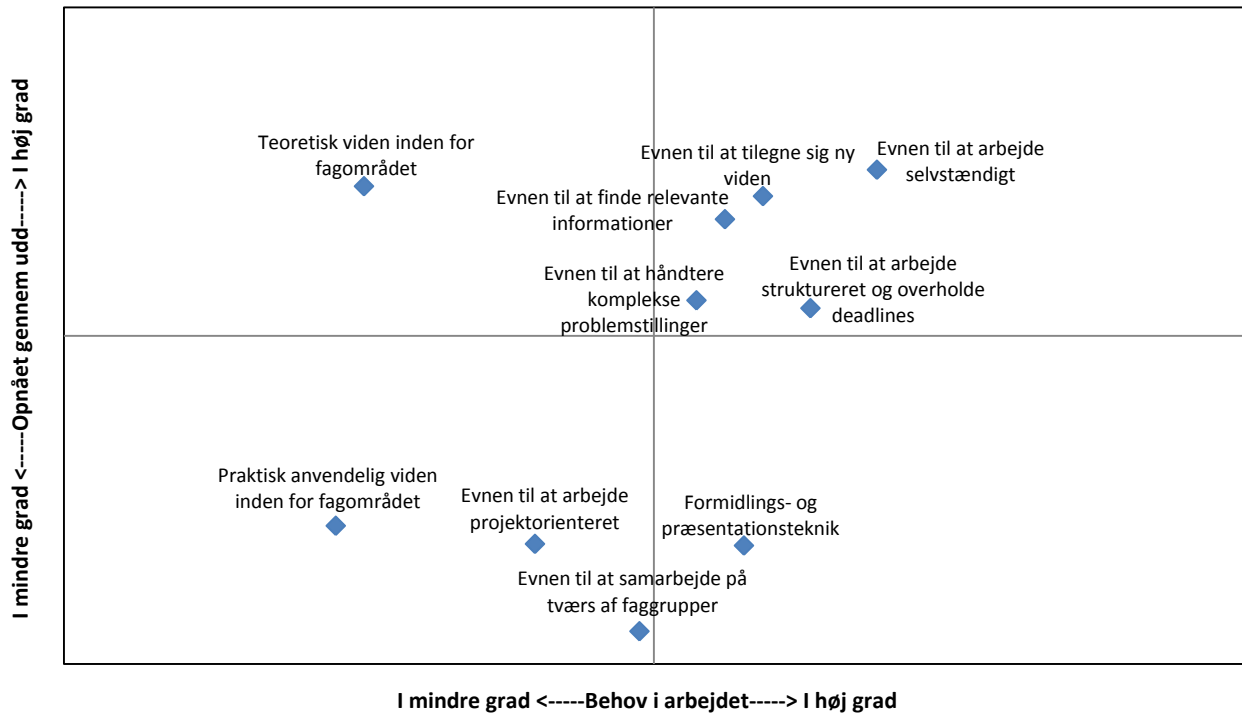 I mindre grad <-----Opnået gennem udd-----> I høj grad
Teoretisk viden inden for
fagområdet
Evnen til at tilegne sig ny
viden
Evnen til at arbejde
selvstændigt
Evnen til at finde relevante
informationer
Evnen til at håndtere
komplekse
problemstillinger
Evnen til at arbejde
struktureret og overholde
deadlines
Praktisk anvendelig viden
inden for fagområdet
Evnen til at arbejde
projektorienteret
Formidlings- og
præsentationsteknik
Evnen til at samarbejde på
tværs af faggrupper
I mindre grad <-----Behov i arbejdet-----> I høj grad